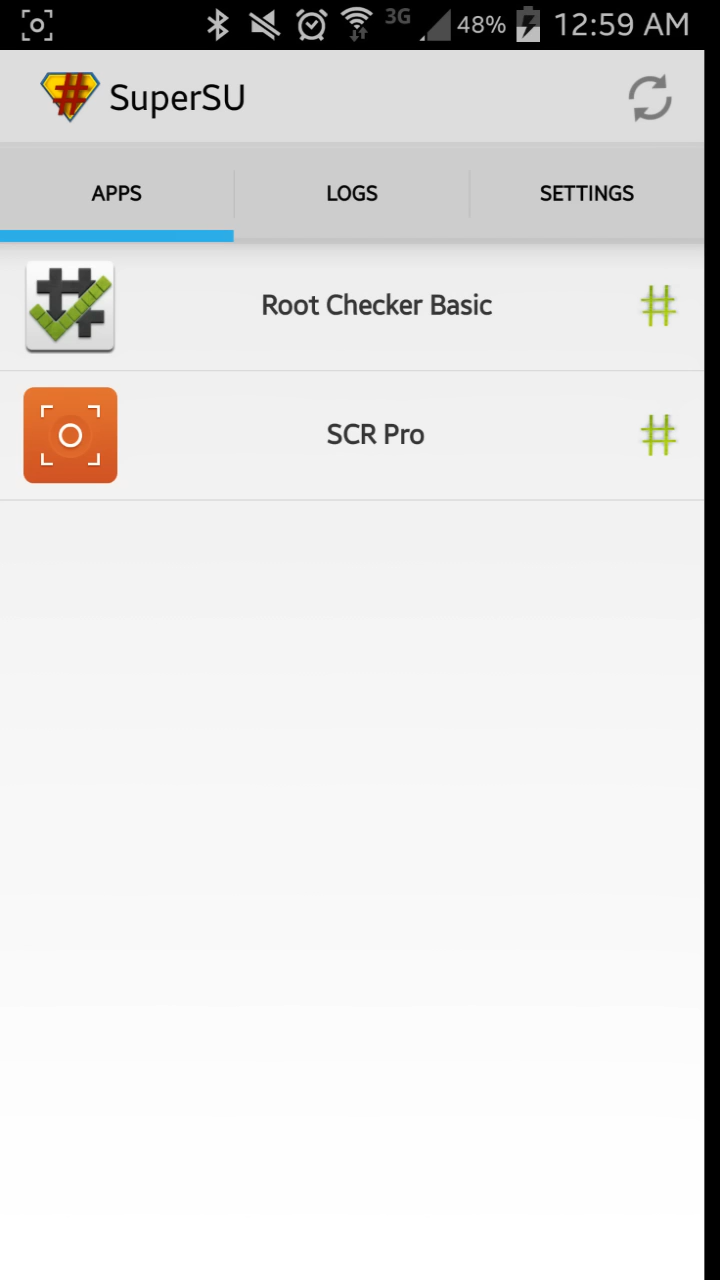 3G 48% 12:59 AM
SuperSU
APPS LOGS SETTINGS
Root Checker Basic #
SCR Pro #